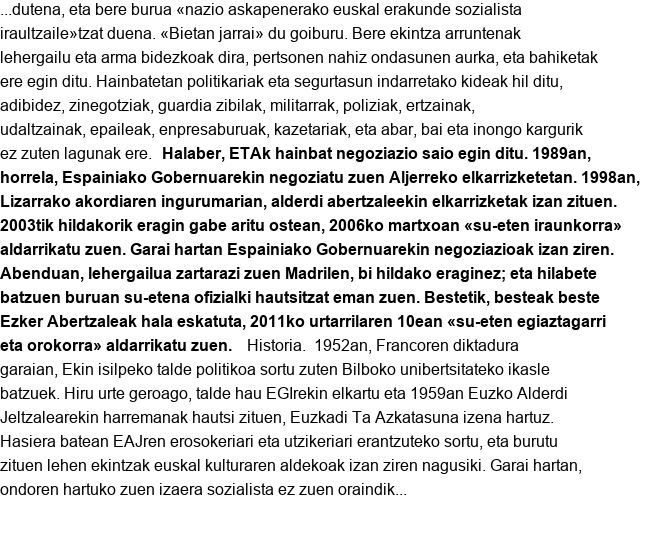 ...dutena, eta bere burua «nazio askapenerako euskal erakunde sozialista
iraultzaile»tzat duena. «Bietan jarrai» du goiburu. Bere ekintza arruntenak
lehergailu eta arma bidezkoak dira, pertsonen nahiz ondasunen aurka, eta bahiketak
ere egin ditu. Hainbatetan politikariak eta segurtasun indarretako kideak hil ditu,
adibidez, zinegotziak, guardia zibilak, militarrak, poliziak, ertzainak,
udaltzainak, epaileak, enpresaburuak, kazetariak, eta abar, bai eta inongo kargurik
ez zuten lagunak ere.  Halaber, ETAk hainbat negoziazio saio egin ditu. 1989an,
horrela, Espainiako Gobernuarekin negoziatu zuen Aljerreko elkarrizketetan. 1998an,
Lizarrako akordiaren ingurumarian, alderdi abertzaleekin elkarrizketak izan zituen.
2003tik hildakorik eragin gabe aritu ostean, 2006ko martxoan «su-eten iraunkorra»
aldarrikatu zuen. Garai hartan Espainiako Gobernuarekin negoziazioak izan ziren.
Abenduan, lehergailua zartarazi zuen Madrilen, bi hildako eraginez; eta hilabete
batzuen buruan su-etena ofizialki hautsitzat eman zuen. Bestetik, besteak beste
Ezker Abertzaleak hala eskatuta, 2011ko urtarrilaren 10ean «su-eten egiaztagarri
eta orokorra» aldarrikatu zuen.   Historia.  1952an, Francoren diktadura
garaian, Ekin isilpeko talde politikoa sortu zuten Bilboko unibertsitateko ikasle
batzuek. Hiru urte geroago, talde hau EGIrekin elkartu eta 1959an Euzko Alderdi
Jeltzalearekin harremanak hautsi zituen, Euzkadi Ta Azkatasuna izena hartuz.
Hasiera batean EAJren erosokeriari eta utzikeriari erantzuteko sortu, eta burutu
zituen lehen ekintzak euskal kulturaren aldekoak izan ziren nagusiki. Garai hartan,
ondoren hartuko zuen izaera sozialista ez zuen oraindik...